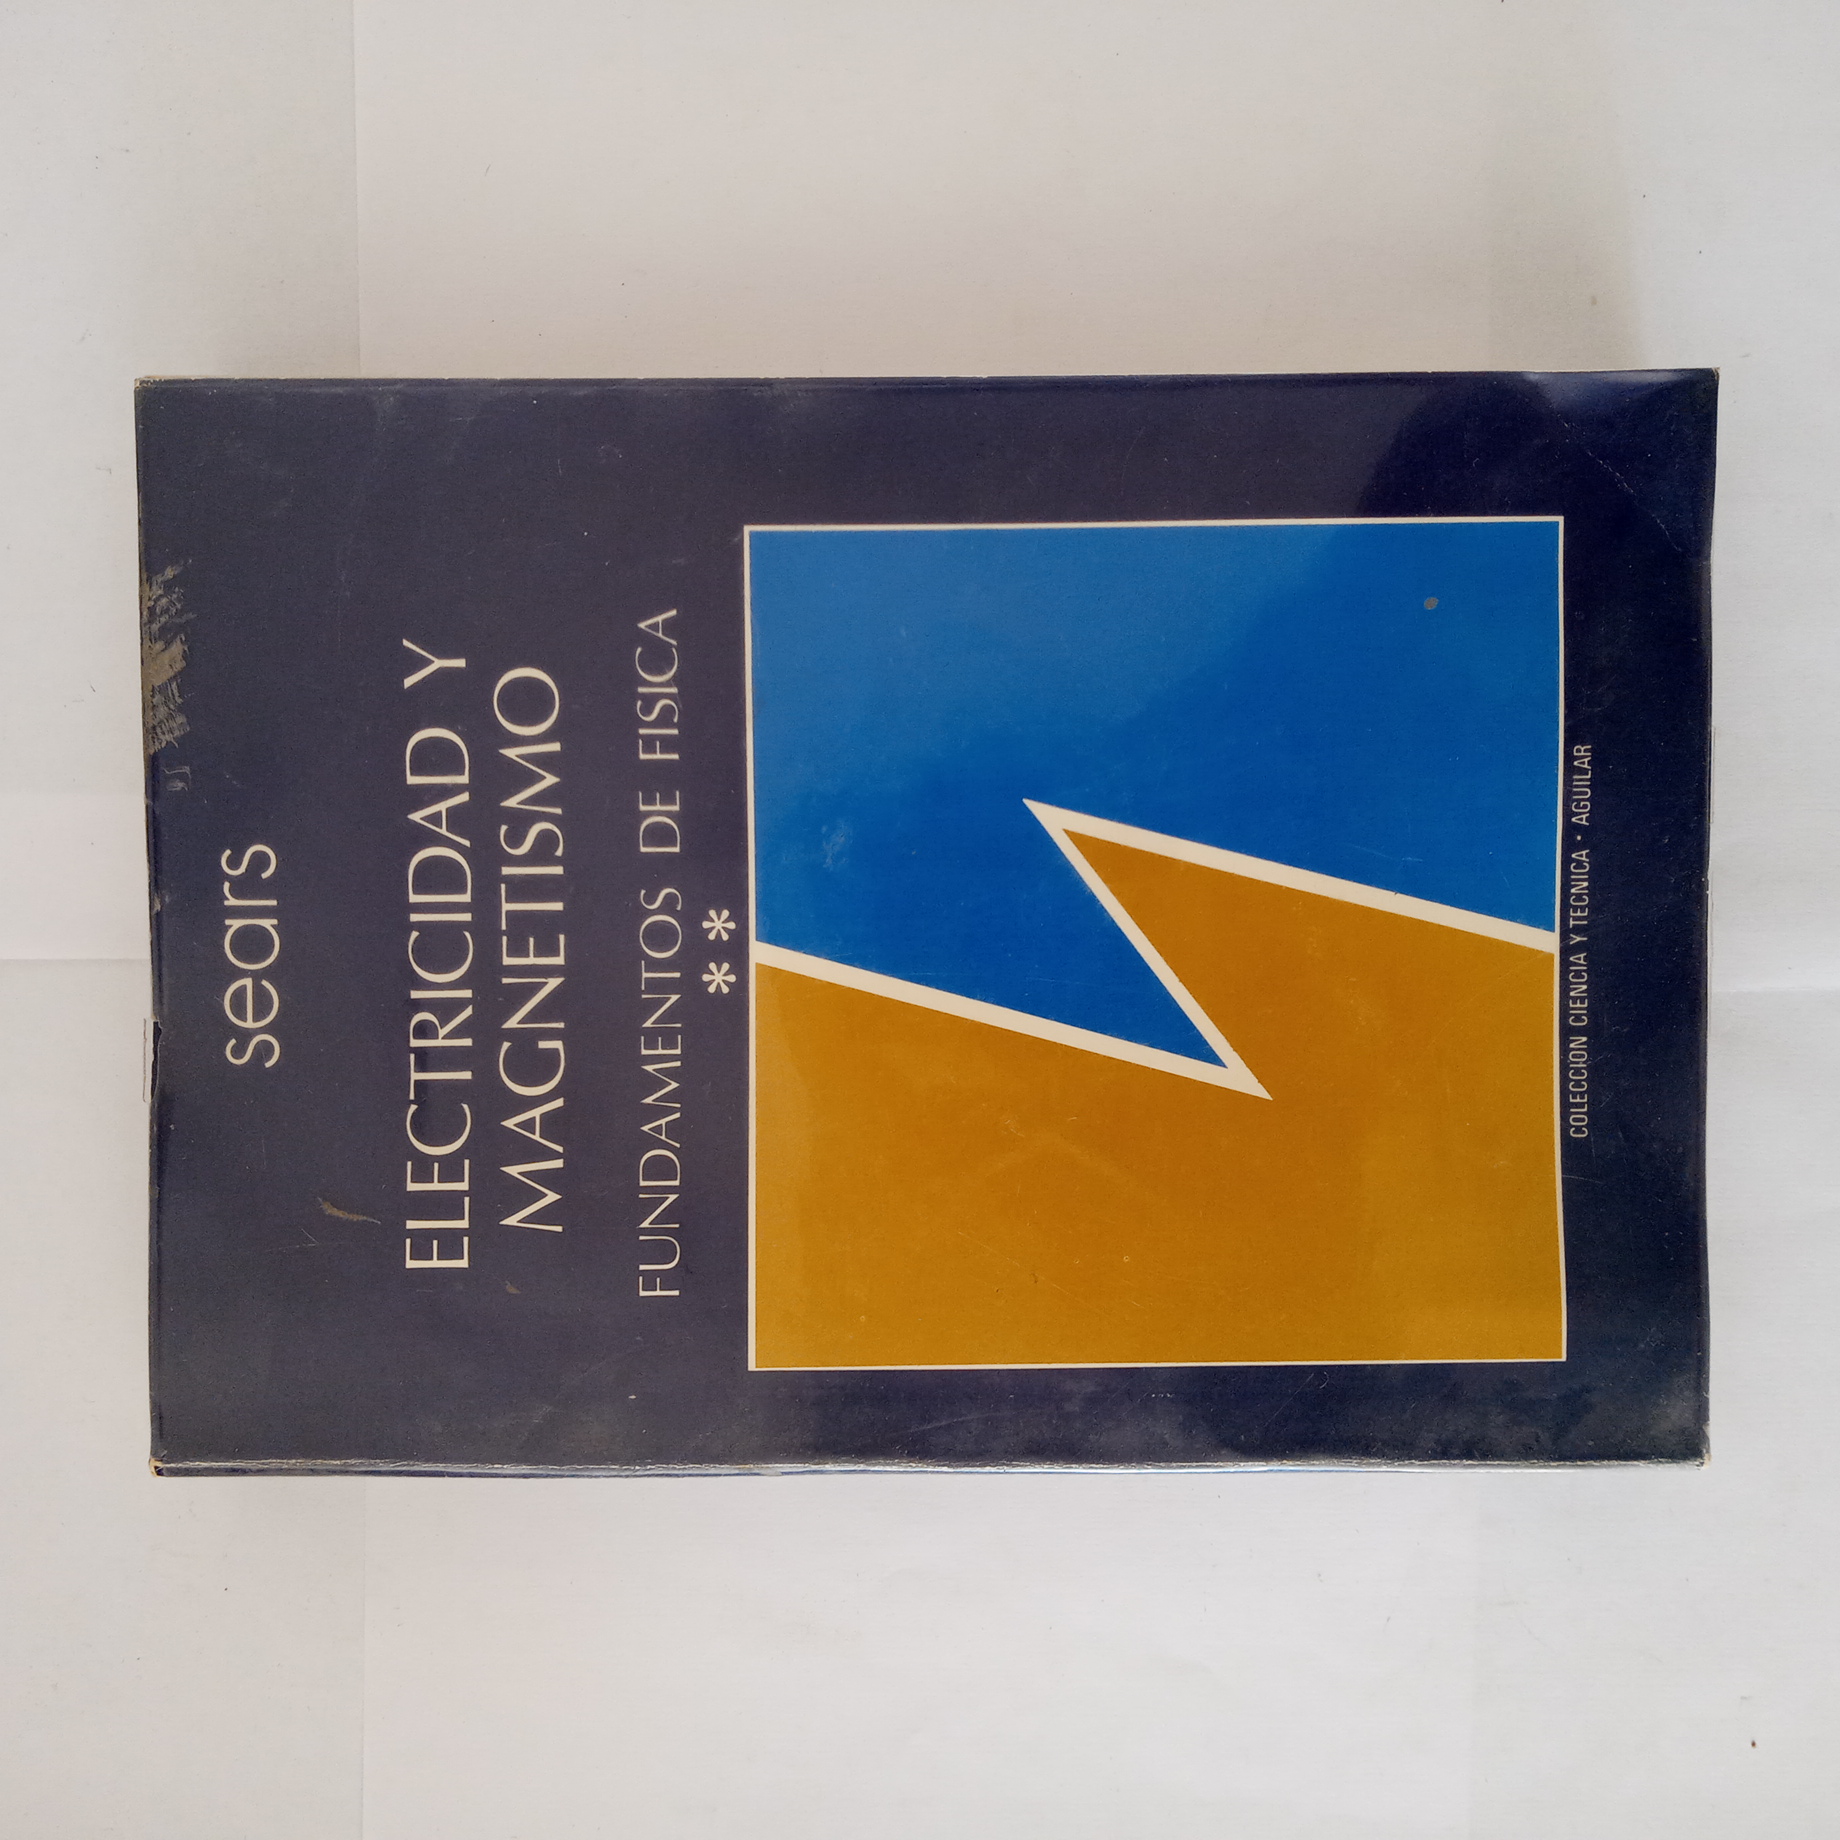 sears
ELECTRICIDAD Y
MAGNETISMO
FUNDAMENTOS DE FISICA
**
COLECCION CIENCIA Y TECNICA · AGUILAR